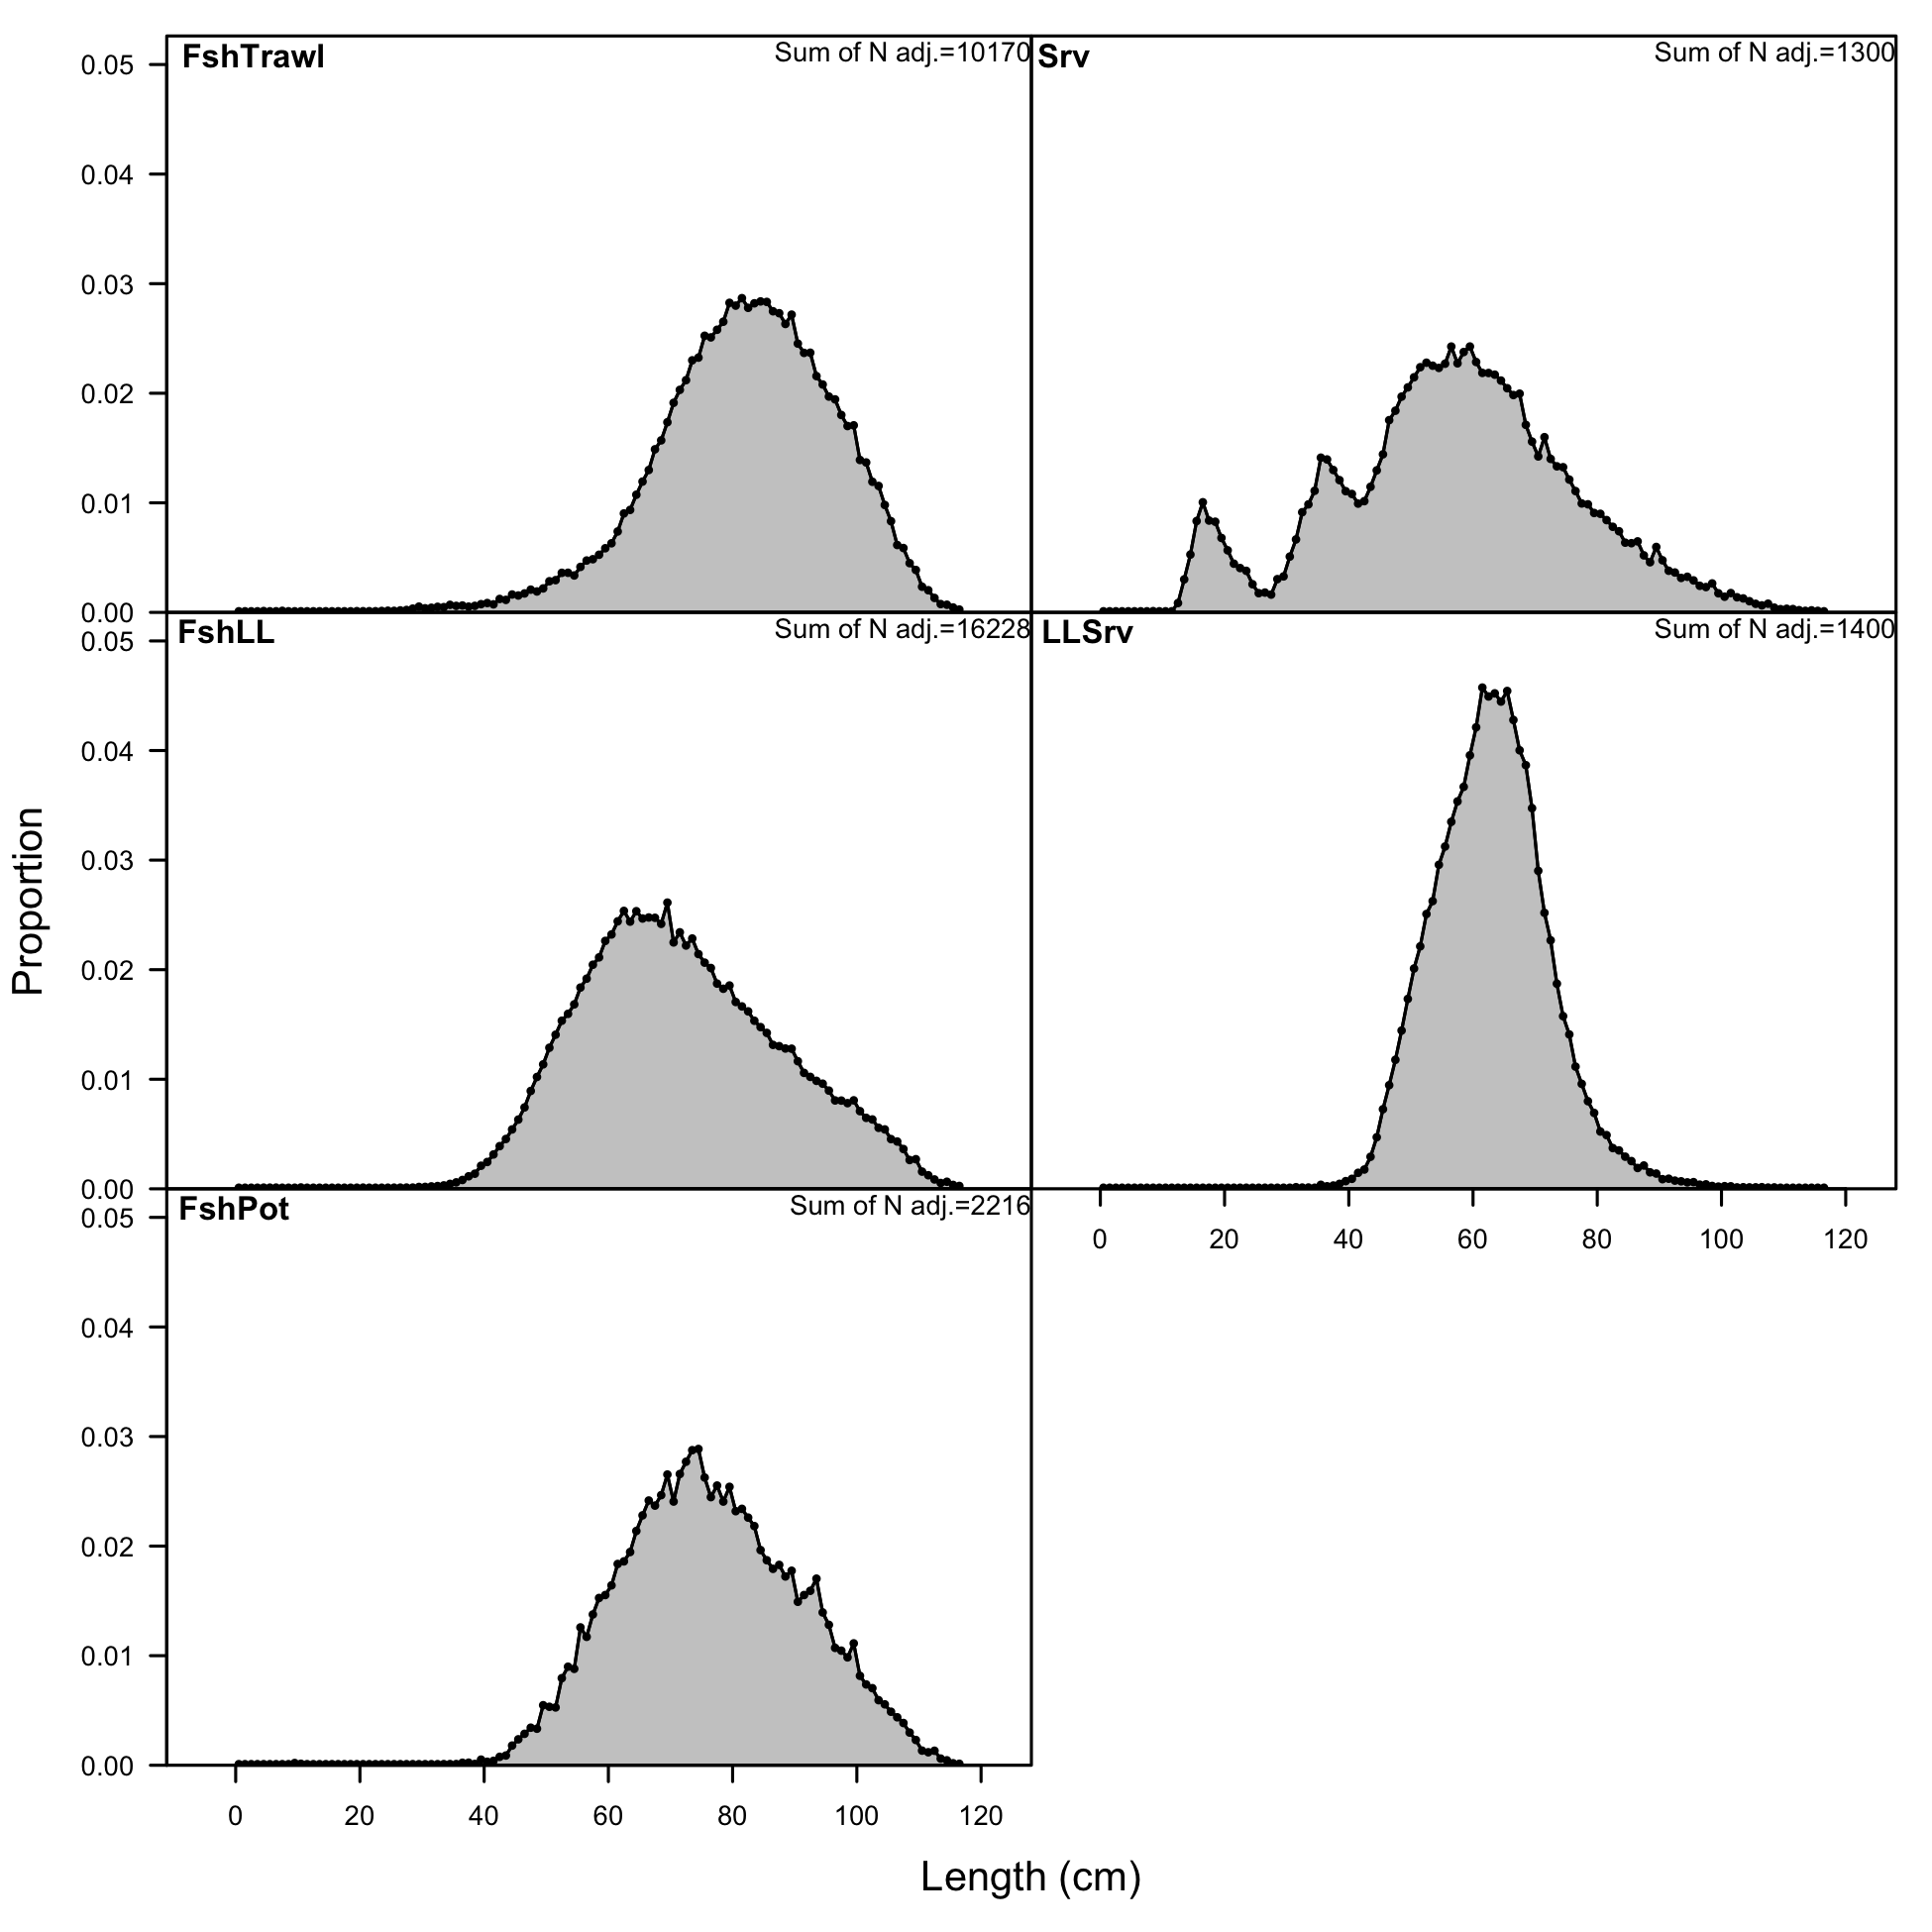 FshTrawl
Sum of N adj.=10170
Srv
Sum of N adj.=1300
0.05
0.04
0.03
0.02
0.01
0.00
FshLL
Sum of N adj.=16228
LLSrv
Sum of N adj.=1400
0.05
0.04
0.03
0.02
0.01
0.00
0 20 40 60 80 100 120
FshPot
Sum of N adj.=2216
0.05
0.04
0.03
0.02
0.01
0.00
0 20 40 60 80 100 120
Proportion
Length (cm)